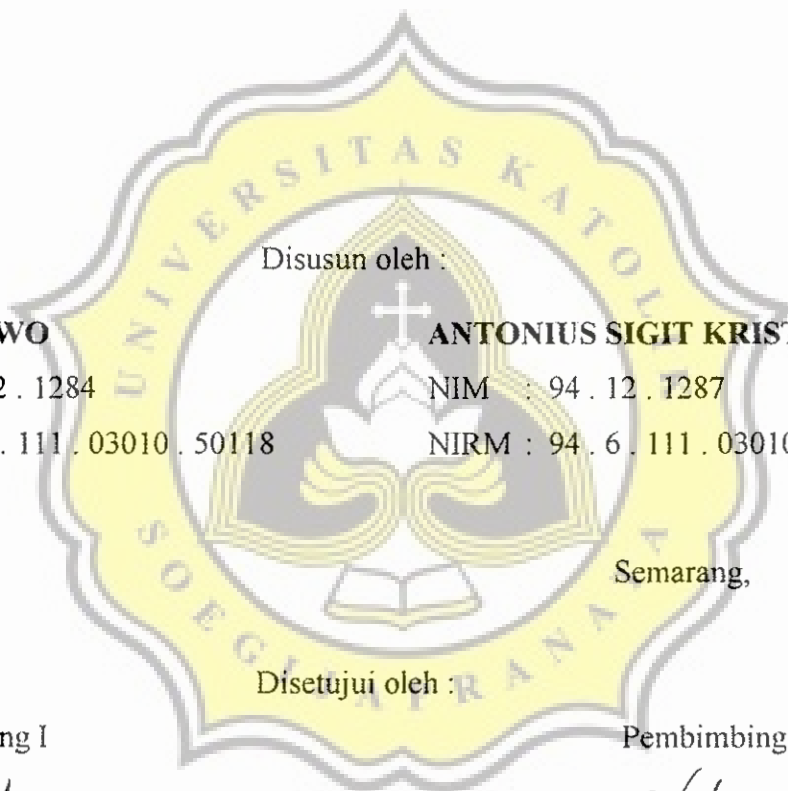 UNIVERSITAS KATOLIK
Disusun oleh :
WO ANTONIUS SIGIT KRIST
2 . 1284 NIM : 94 . 12 . 1287
. 111 . 03010 . 50118 NIRM : 94 . 6 . 111 . 03010
Semarang,
SOEGIJAPRANATA
Disetujui oleh :
ng I Pembimbing